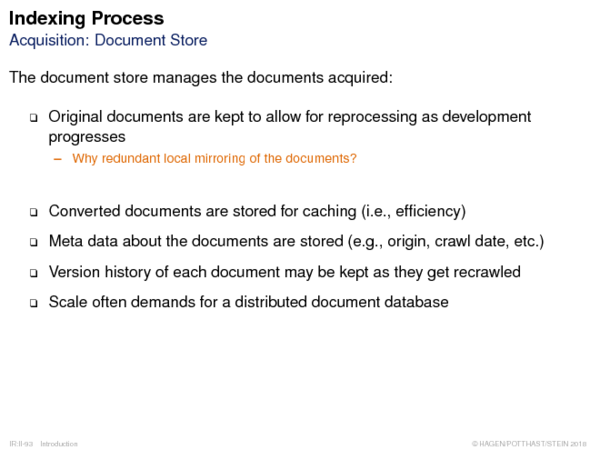 Indexing Process
Acquisition: Document Store
The document store manages the documents acquired:
❑ Original documents are kept to allow for reprocessing as development
progresses
– Why redundant local mirroring of the documents?
❑ Converted documents are stored for caching (i.e., efficiency)
❑ Meta data about the documents are stored (e.g., origin, crawl date, etc.)
❑ Version history of each document may be kept as they get recrawled
❑ Scale often demands for a distributed document database
IR:II-93 Introduction
© HAGEN/POTTHAST/STEIN 2018